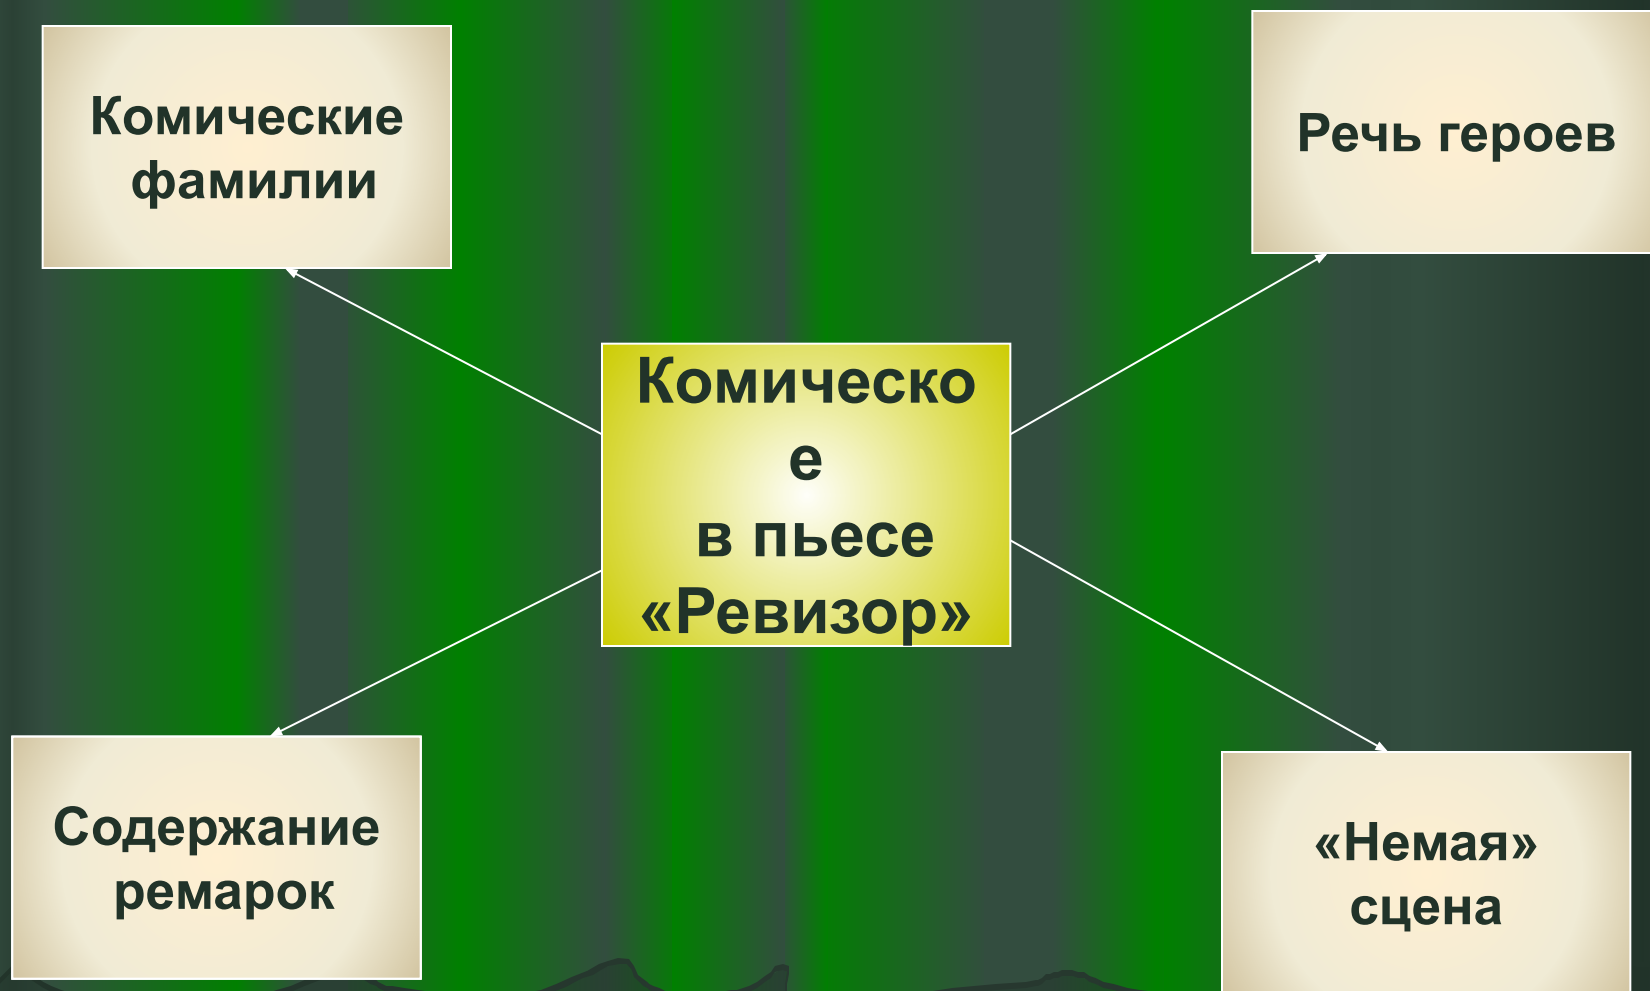 Комические
фамилии
Речь героев
Комическо
е
в пьесе
«Ревизор»
Содержание
ремарок
«Немая»
сцена